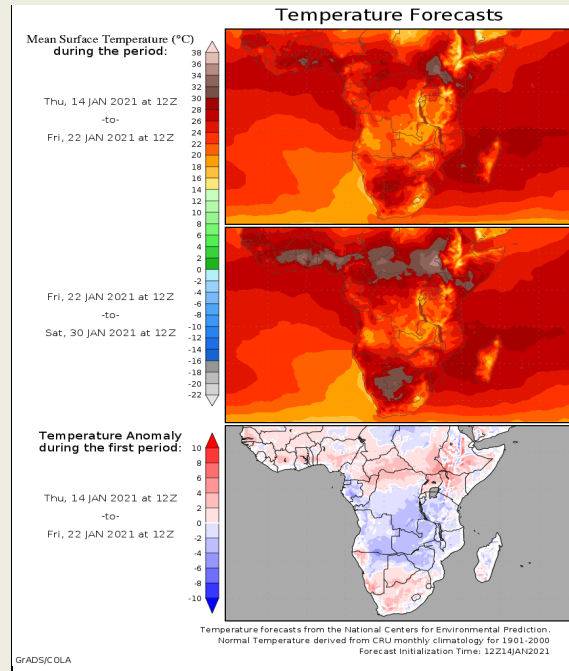 Temperature Forecasts
Mean Surface Temperature (°C)
during the period:
Thu, 14 JAN 2021 at 12Z
-to-
Fri, 22 JAN 2021 at 12Z
38
36
34
32
30
28
26
24
22
20
18
16
14
12
10
8
6
4
2
-2
-4
-6
-8
-10
-12
-14
-16
-18
-20
-22
Fri, 22 JAN 2021 at 12Z
-to-
Sat, 30 JAN 2021 at 12Z
Temperature Anomaly
during the first period:
Thu, 14 JAN 2021 at 12Z
-to-
Fri, 22 JAN 2021 at 12Z
10
8
6
4
2
0
-2
-4
-6
-8
-10
Temperature forecasts from the National Centers for Environmental Prediction.
Normal Temperature derived from CRU monthly climatology for 1901-2000
Forecast Initialization Time: 12Z14JAN2021
GrADS/COLA